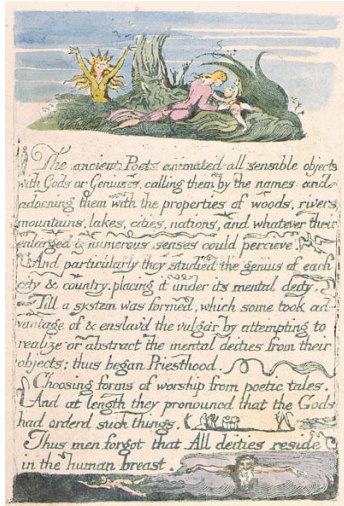 The ancient Poets animated all sensible objects
with Gods or Geniuses, calling them by the names and
adorning them with the properties of woods, rivers,
mountains, lakes, cities, nations, and whatever their
enlarged & numerous senses could percieve.
And particularly they studied the genius of each
city & country, placing it under its mental deity.
Till a system was formed, which some took ad-
vantage of & enslav'd the vulgar by attempting to
realize or abstract the mental deities from their
objects: thus began Priesthood.
Choosing forms of worship from poetic tales.
And at length they pronounced that the Gods
had orderd such things.
Thus men forgot that All deities reside
in the human breast.